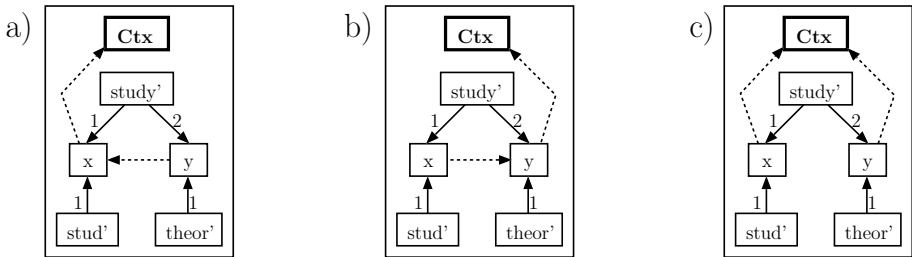 a) Ctx b) Ctx c) Ctx
study' study' study'
1 2 1 2 1 2
x y x y x y
1 1 1 1 1 1
stud' theor' stud' theor' stud' theor'